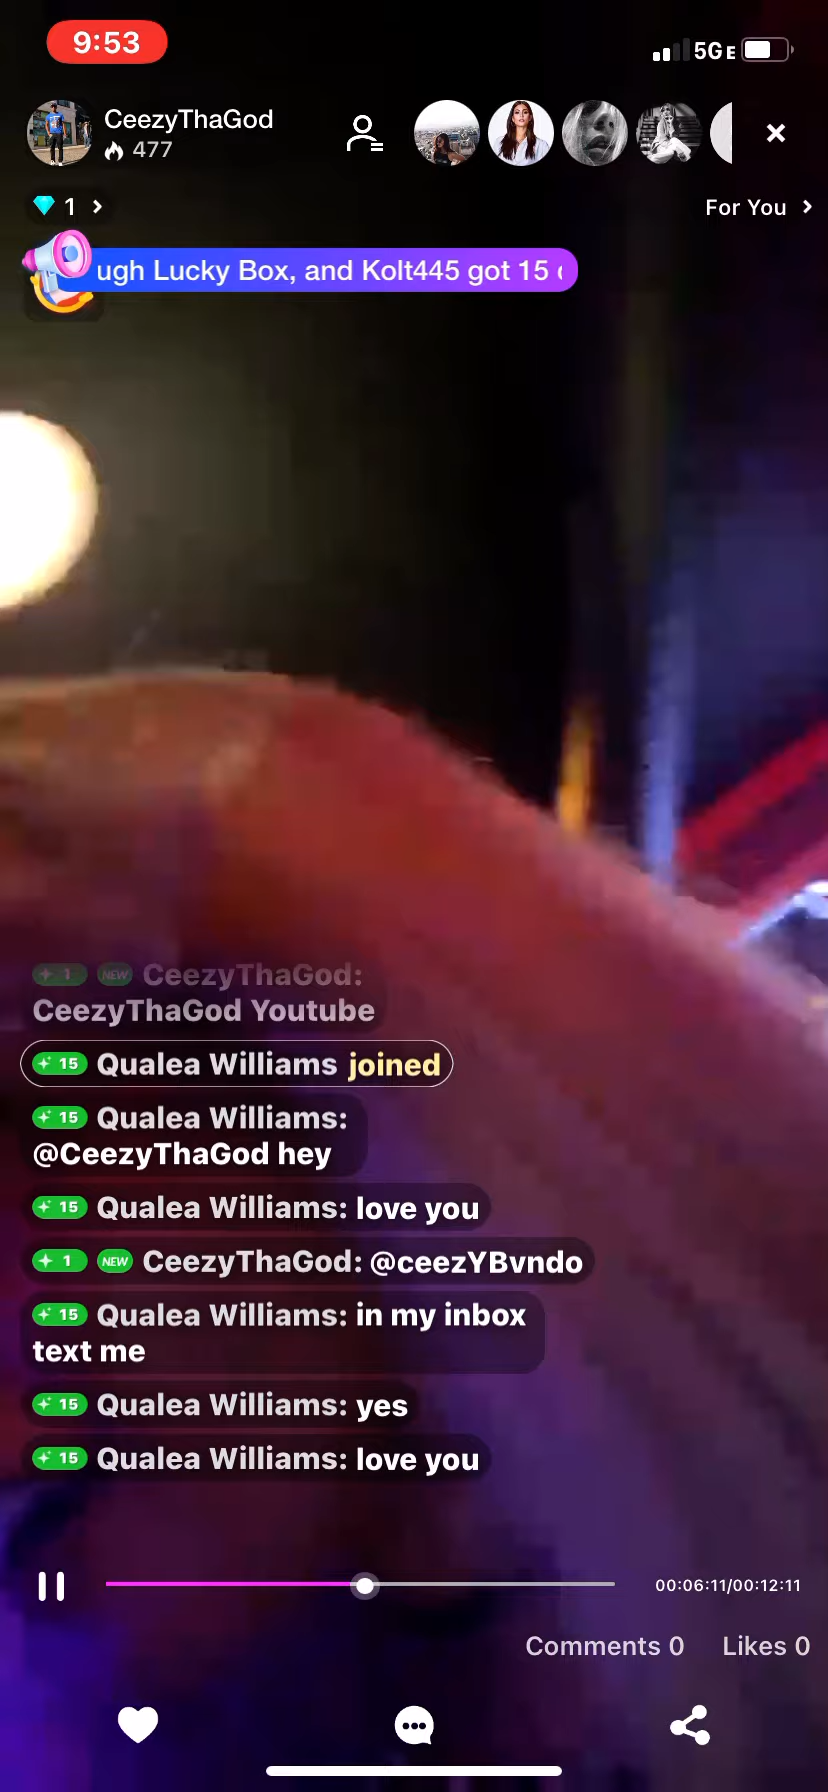 9:53
5G E
CeezyThaGod
477
1
For You
ugh Lucky Box, and Kolt445 got 15
1 NEW CeezyThaGod:
CeezyThaGod Youtube
15 Qualea Williams joined
15 Qualea Williams:
@CeezyThaGod hey
15 Qualea Williams: love you
1 NEW CeezyThaGod: @ceezYBvndo
15 Qualea Williams: in my inbox
text me
15 Qualea Williams: yes
15 Qualea Williams: love you
00:06:11/00:12:11
Comments 0 Likes 0